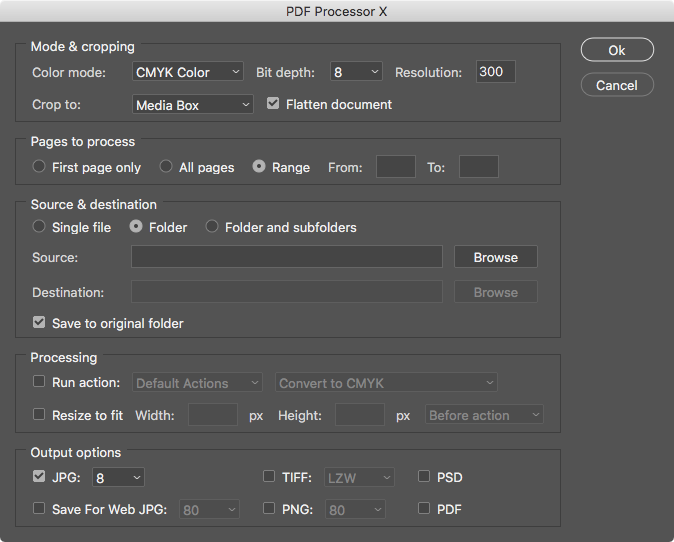 PDF Processor X
Mode & cropping
Ok
Color mode: CMYK Color Bit depth: 8 Resolution: 300
Cancel
Crop to: Media Box Flatten document
Pages to process
First page only All pages Range From: To:
Source & destination
Single file Folder Folder and subfolders
Source: Browse
Destination: Browse
Save to original folder
Processing
Run action: Default Actions Convert to CMYK
Resize to fit Width: px Height: px Before action
Output options
JPG: 8 TIFF: LZW PSD
Save For Web JPG: 80 PNG: 80 PDF